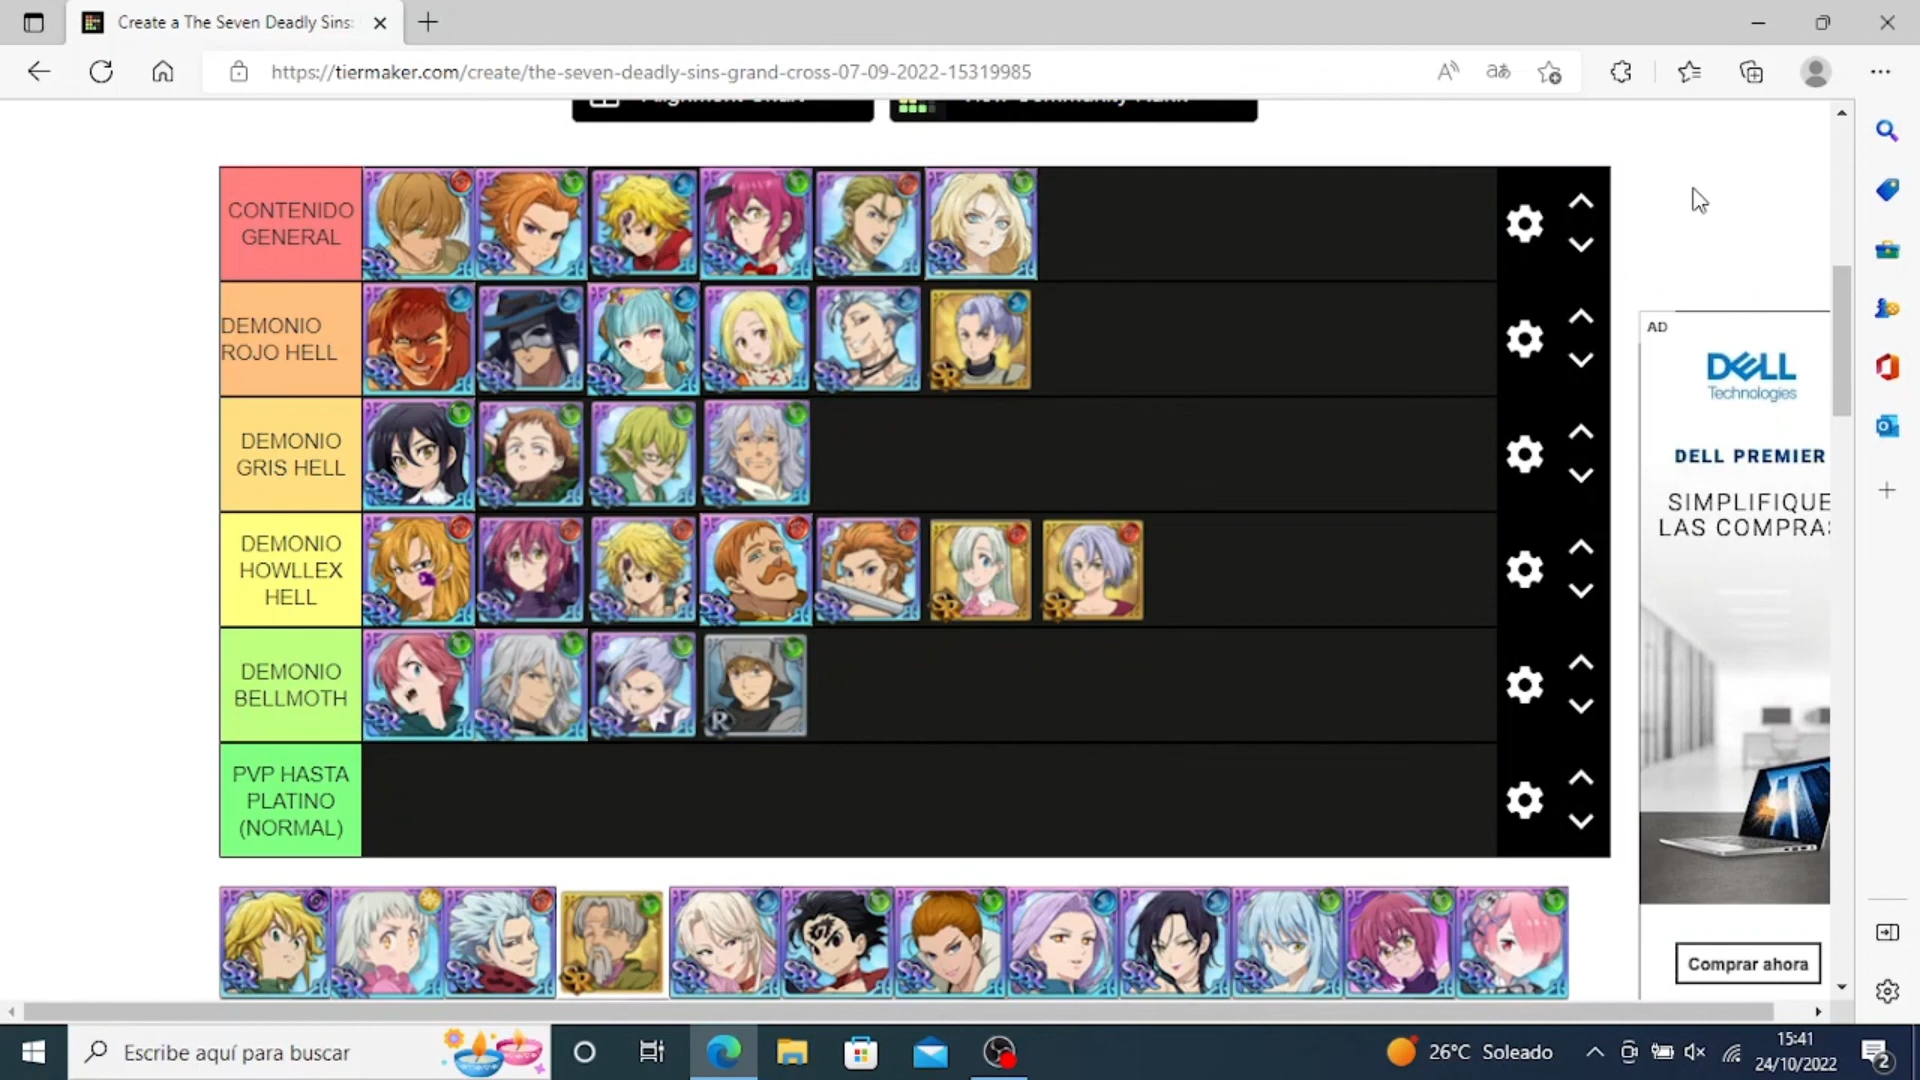 Create a The Seven Deadly Sins:
https://tiermaker.com/create/the-seven-deadly-sins-grand-cross-07-09-2022-15319985
CONTENIDO
GENERAL
DEMONIO
ROJO HELL
DEMONIO
GRIS HELL
DEMONIO
HOWLLEX
HELL
DEMONIO
BELLMOTH
PVP HASTA
PLATINO
(NORMAL)
AD
DELL
Technologies
DELL PREMIER
SIMPLIFIQUE
LAS COMPRAS
Comprar ahora
Escribe aquí para buscar
26°C Soleado
15:41
24/10/2022
2